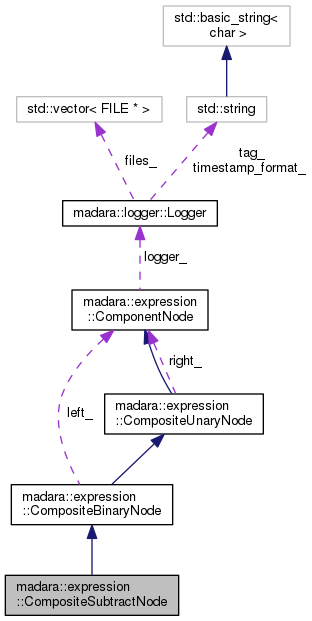 std::basic_string<
char >
std::vector< FILE * >
std::string
files_
tag_
timestamp_format_
madara::logger::Logger
logger_
madara::expression
::ComponentNode
right_
left_
madara::expression
::CompositeUnaryNode
madara::expression
::CompositeBinaryNode
madara::expression
::CompositeSubtractNode